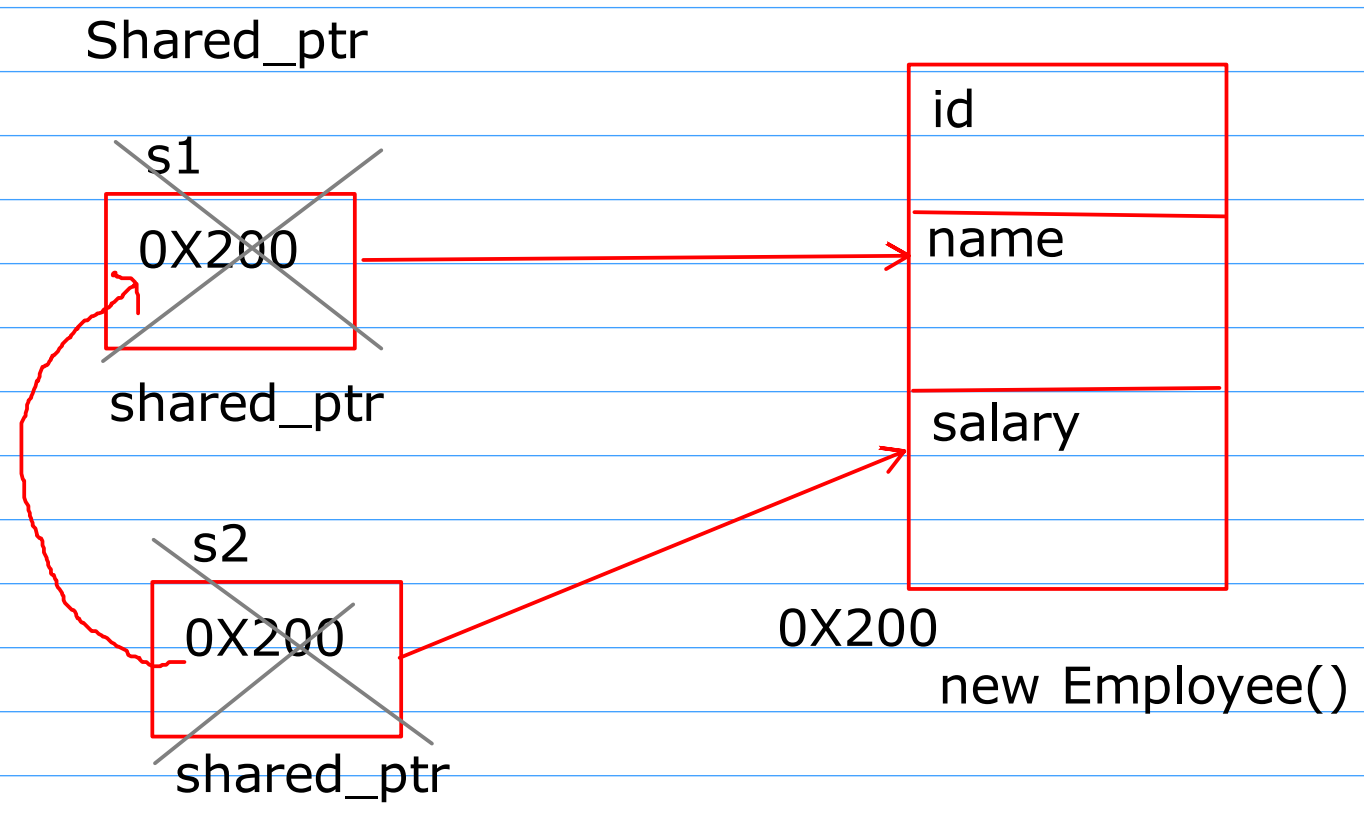 Shared_ptr
id
s1
0X200
name
shared_ptr
salary
s2
0X200
0X200
new Employee()
shared_ptr